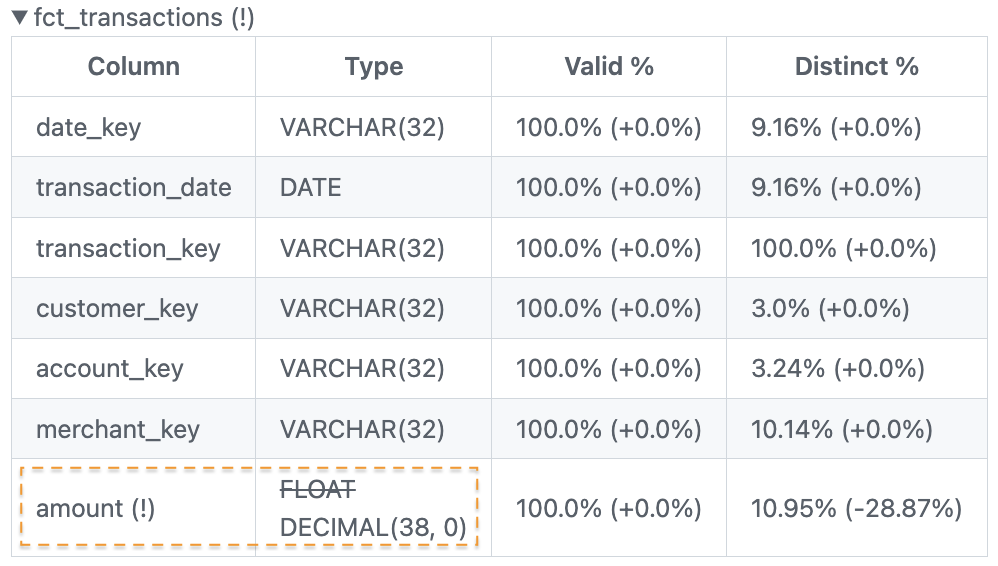 ▼ fct_transactions (!)
Column Type Valid % Distinct %
date_key VARCHAR(32) 100.0% (+0.0%) 9.16% (+0.0%)
transaction_date DATE 100.0% (+0.0%) 9.16% (+0.0%)
transaction_key VARCHAR(32) 100.0% (+0.0%) 100.0% (+0.0%)
customer_key VARCHAR(32) 100.0% (+0.0%) 3.0% (+0.0%)
account_key VARCHAR(32) 100.0% (+0.0%) 3.24% (+0.0%)
merchant_key VARCHAR(32) 100.0% (+0.0%) 10.14% (+0.0%)
amount (!) FLOAT 100.0% (+0.0%) 10.95% (-28.87%)
DECIMAL(38, 0)